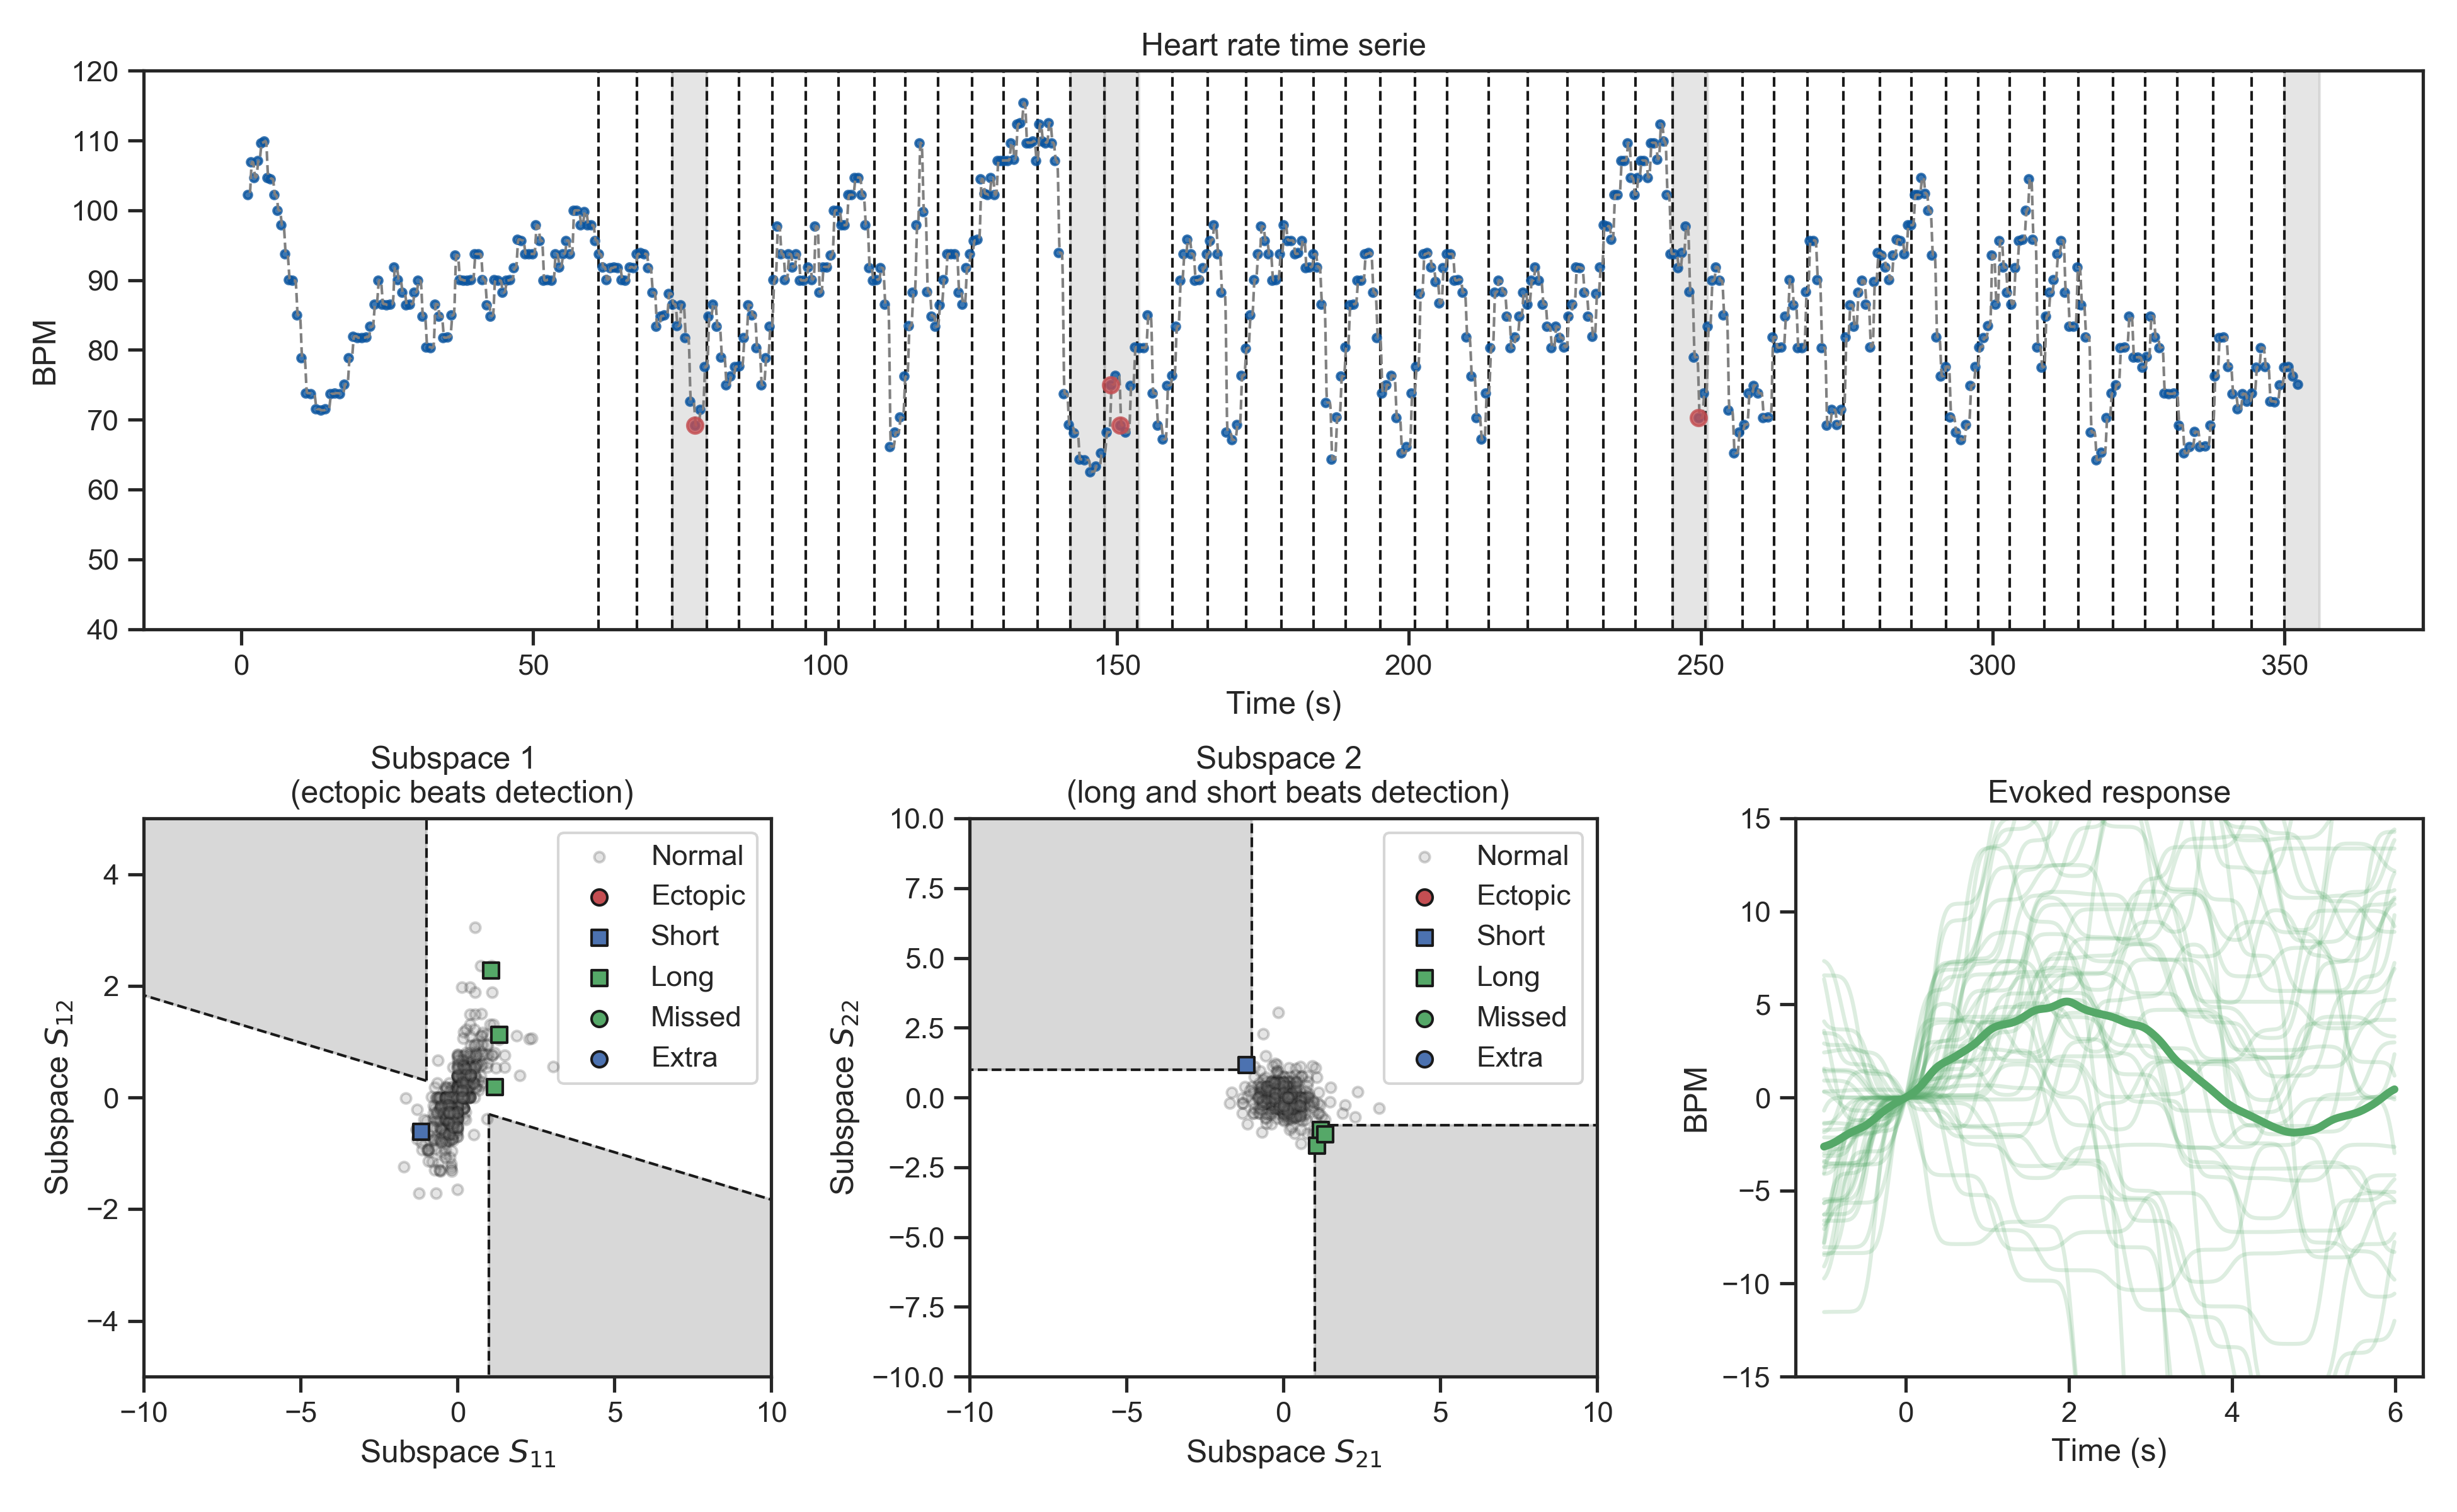 Heart rate time serie
120
110
100
90
80
70
60
50
40
BPM
0 50 100 150 200 250 300 350
Time (s)
Subspace 1
(ectopic beats detection)
4
2
0
−2
−4
Subspace S12
Normal
Ectopic
Short
Long
Missed
Extra
−10 −5 0 5 10
Subspace S11
Subspace 2
(long and short beats detection)
10.0
7.5
5.0
2.5
0.0
−2.5
−5.0
−7.5
−10.0
Subspace S22
Normal
Ectopic
Short
Long
Missed
Extra
−10 −5 0 5 10
Subspace S21
Evoked response
15
10
5
0
−5
−10
−15
BPM
0 2 4 6
Time (s)